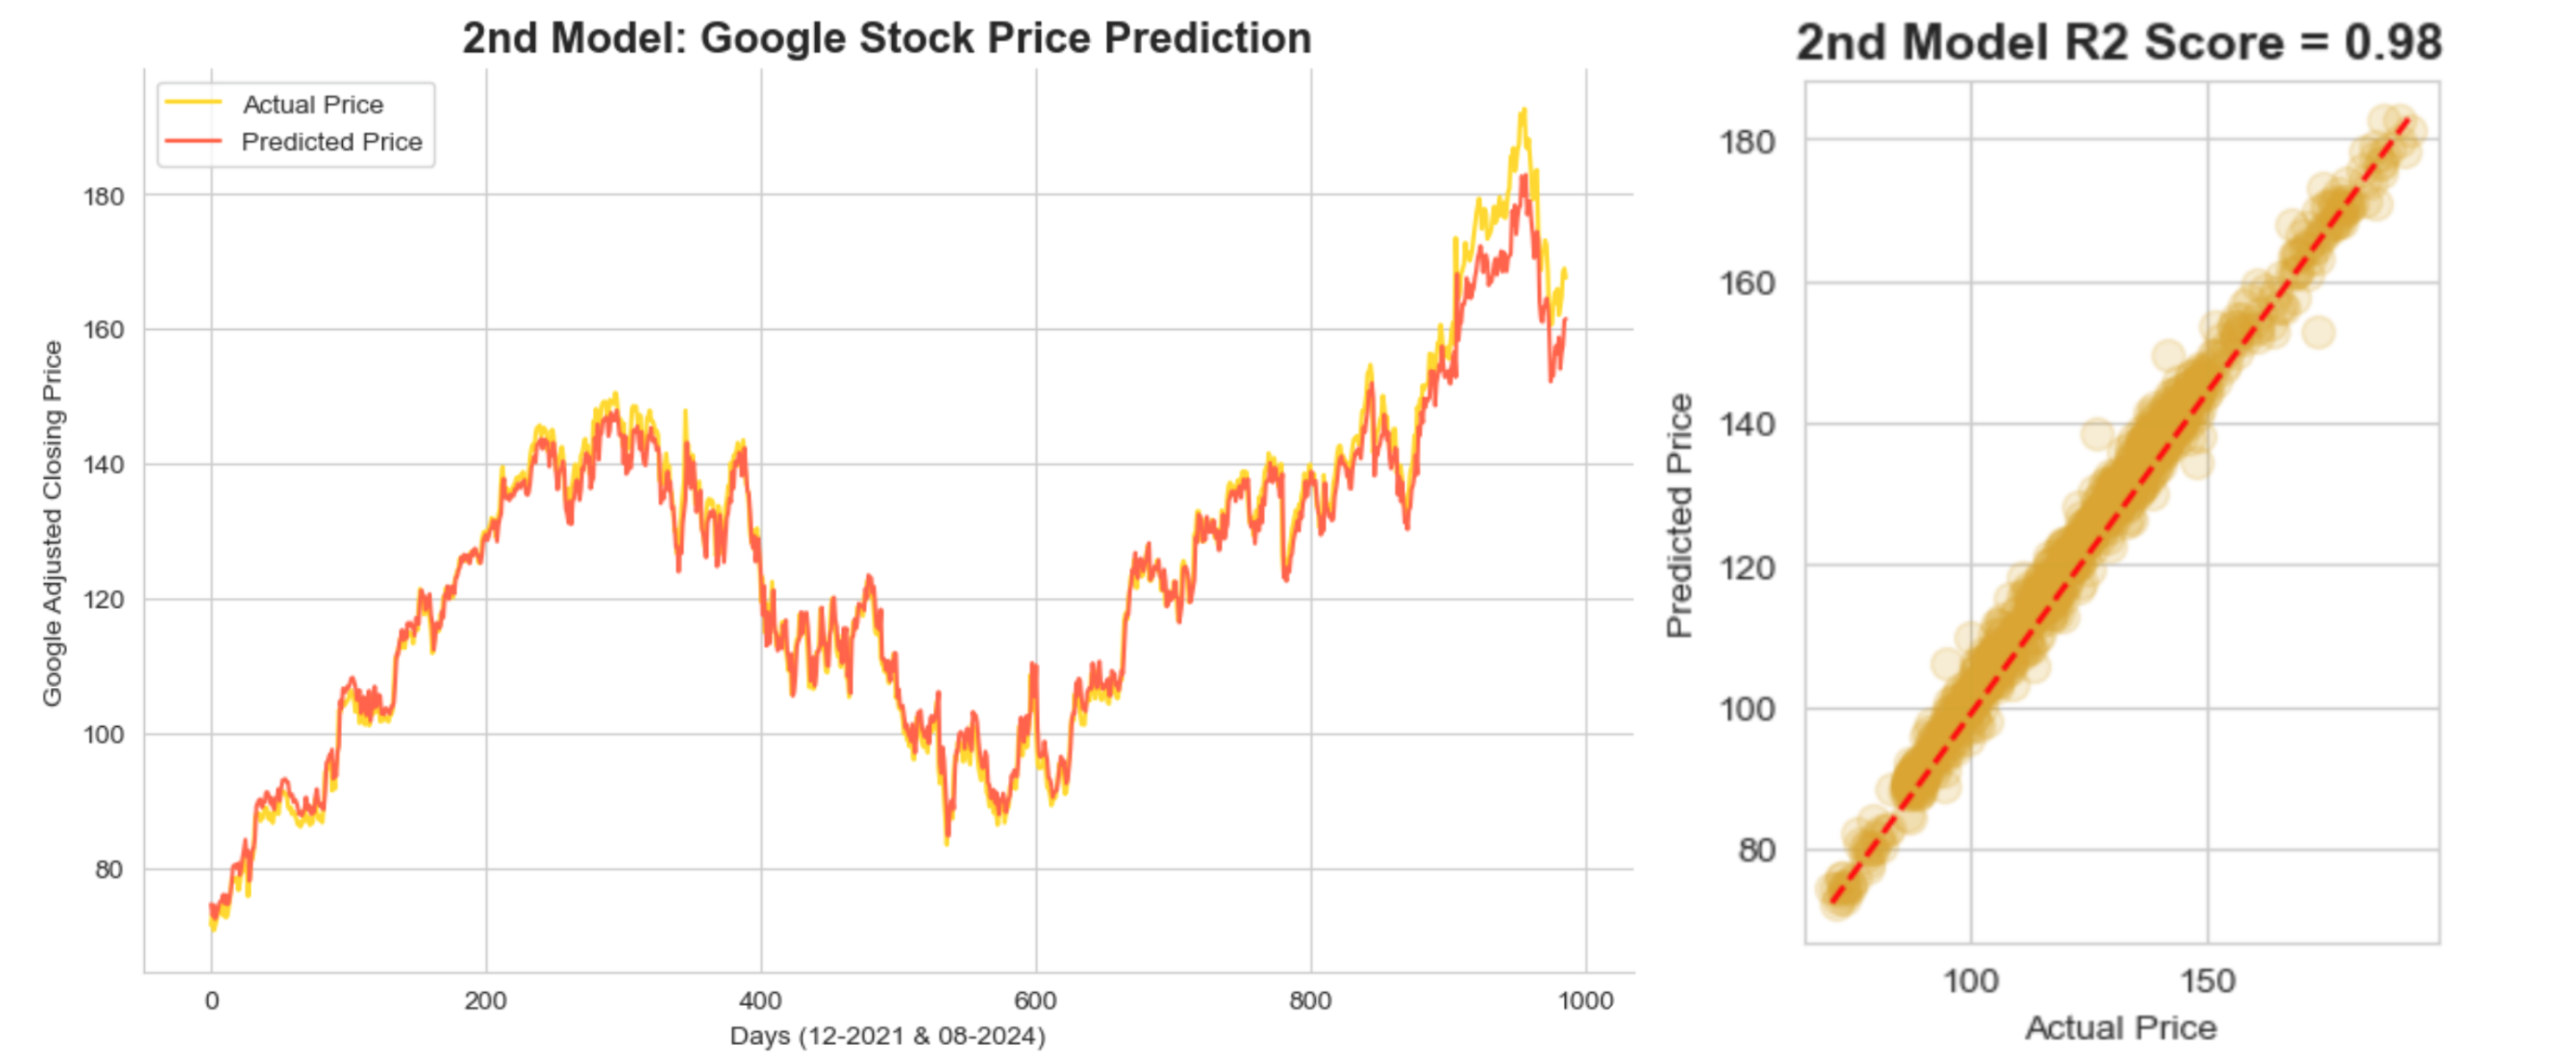 2nd Model: Google Stock Price Prediction
Actual Price
Predicted Price
180
160
140
120
100
80
Google Adjusted Closing Price
0 200 400 600 800 1000
Days (12-2021 & 08-2024)
2nd Model R2 Score = 0.98
180
160
140
120
100
80
Predicted Price
100 150
Actual Price